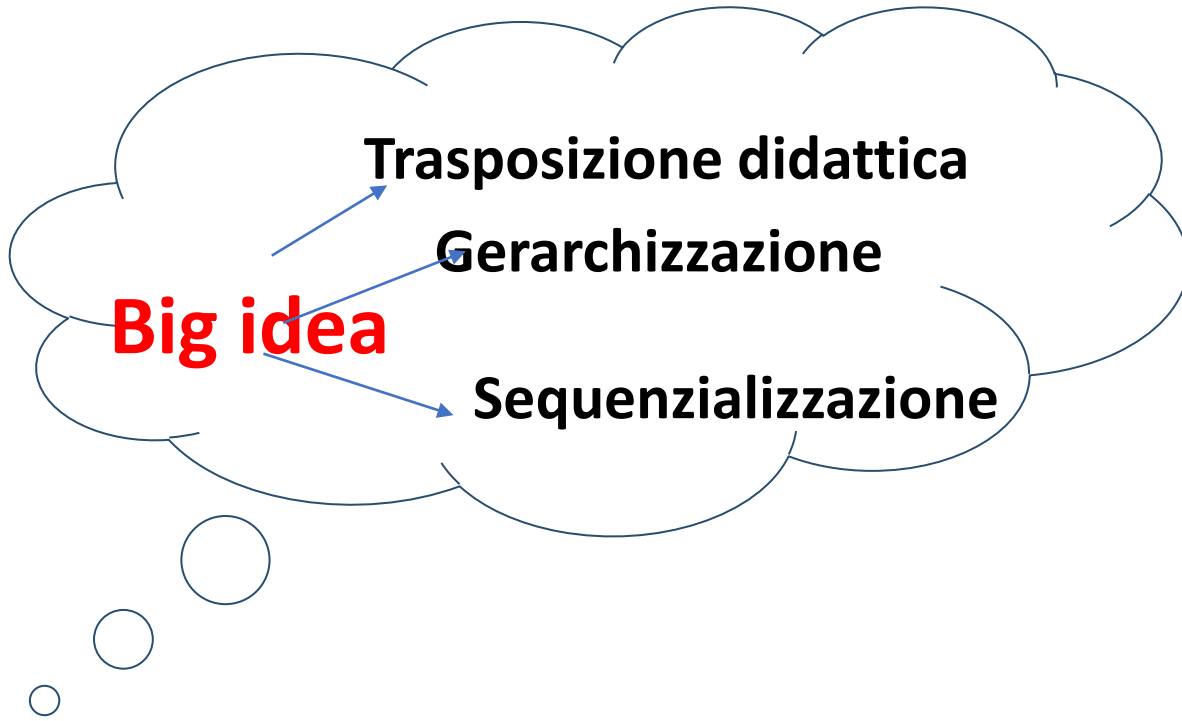 Trasposizione didattica
Gerarchizzazione
Big idea
Sequenzializzazione